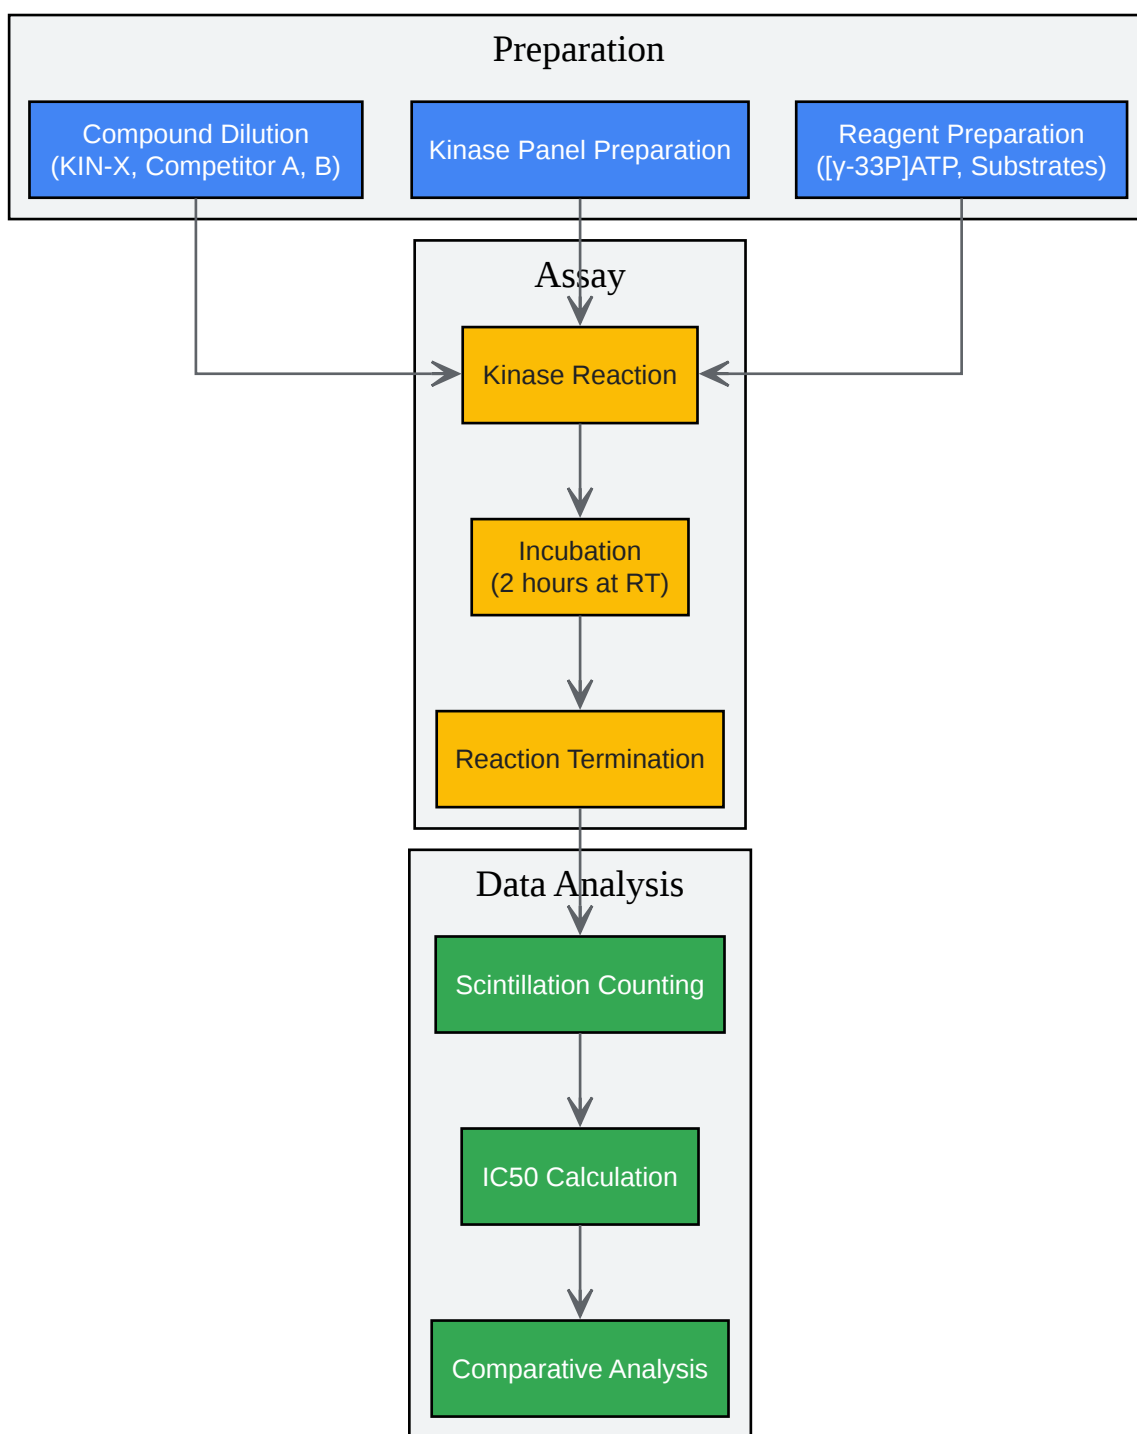 Preparation
Compound Dilution
(KIN-X, Competitor A, B)
Kinase Panel Preparation
Reagent Preparation
([γ-33P]ATP, Substrates)
Assay
Kinase Reaction
Incubation
(2 hours at RT)
Reaction Termination
Data Analysis
Scintillation Counting
IC50 Calculation
Comparative Analysis